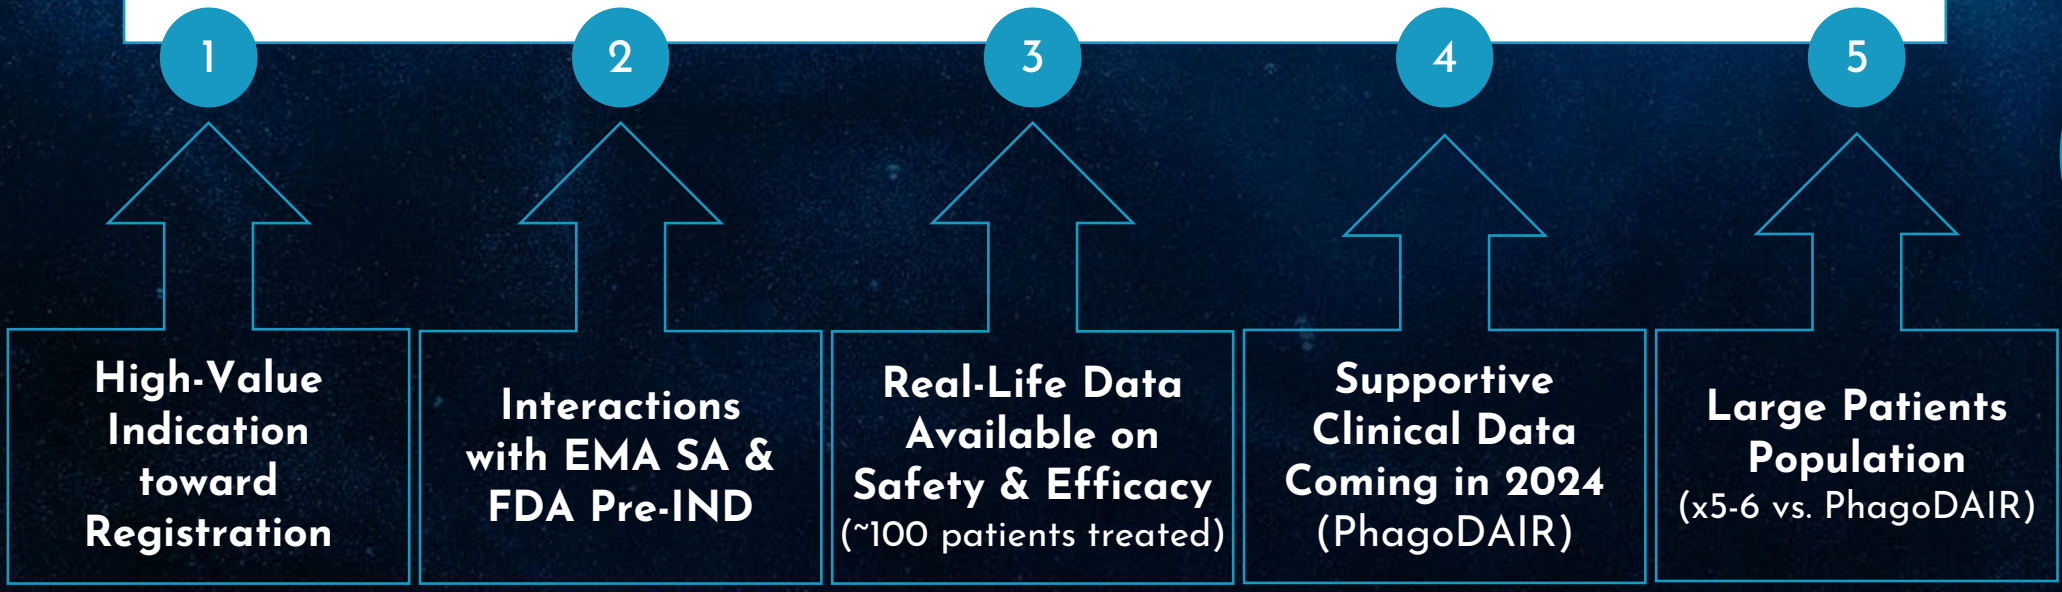 1
2
3
4
5
High-Value
Indication
toward
Registration
Interactions
with EMA SA &
FDA Pre-IND
Real-Life Data
Available on
Safety & Efficacy
(~100 patients treated)
Supportive
Clinical Data
Coming in 2024
(PhagoDAIR)
Large Patients
Population
(x5-6 vs. PhagoDAIR)